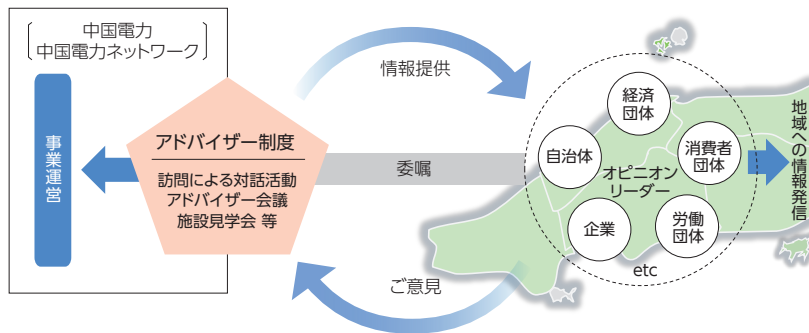 中国電力
中国電力ネットワーク
事業運営
アドバイザー制度
訪問による対話活動
アドバイザー会議
施設見学会 等
情報提供
委嘱
ご意見
経済
団体
自治体
消費者
団体
オピニオン
リーダー
企業
労働
団体
etc
地域への情報発信